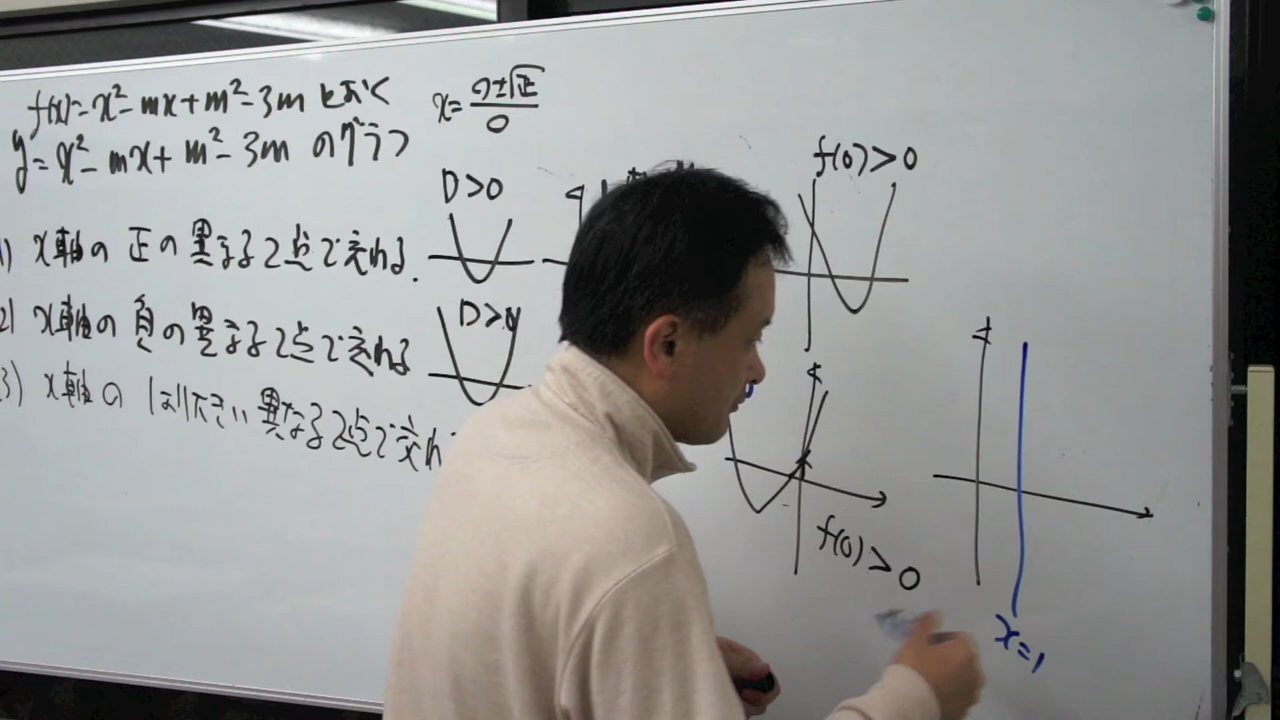 f(x)=x²-mx+m²-3m とおく
y=x²-mx+m²-3m のグラフ
x=
D>0
f(0)>0
1) x軸の 正の 異なる2点で交わる.
2) x軸の 負の 異なる2点で交わる
D>0
3) x軸の 1より大きい 異なる2点で交わ
f(0)>0
x=1